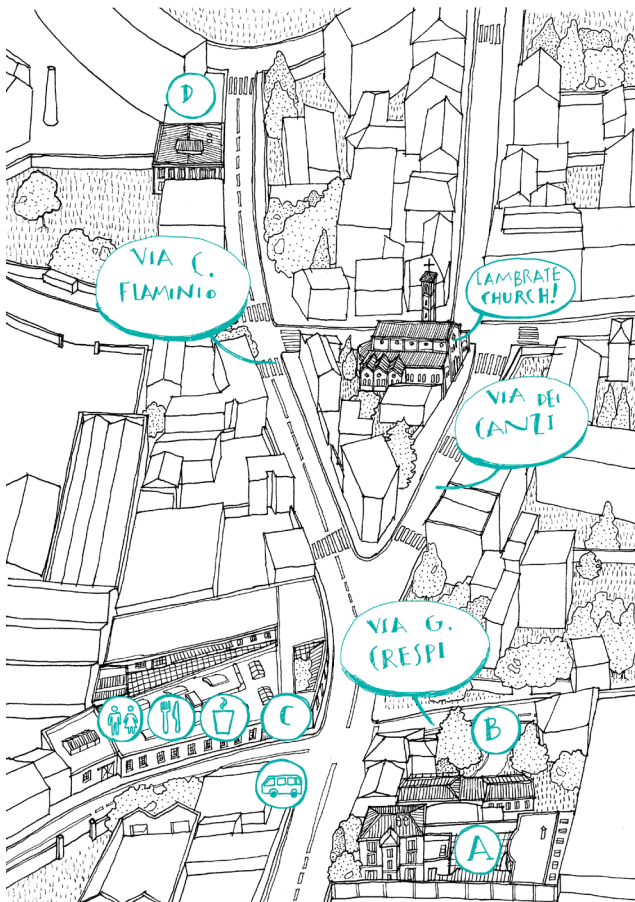 D
VIA C.
FLAMINIO
LAMBRATE
CHURCH!
VIA DEI
CANZI
VIA G.
CRESPI
C
B
A